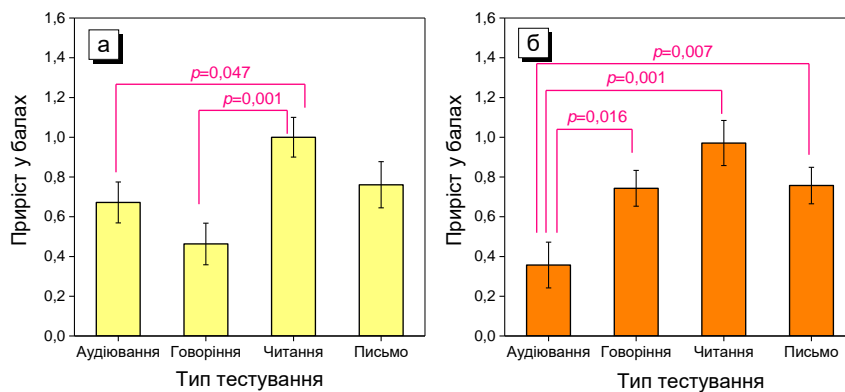 а
1,6
1,4
1,2
1,0
0,8
0,6
0,4
0,2
0,0
Приріст у балах
p=0,047
p=0,001
Аудіювання Говоріння Читання Письмо
Тип тестування
б
1,6
1,4
1,2
1,0
0,8
0,6
0,4
0,2
0,0
Приріст у балах
p=0,007
p=0,001
p=0,016
Аудіювання Говоріння Читання Письмо
Тип тестування